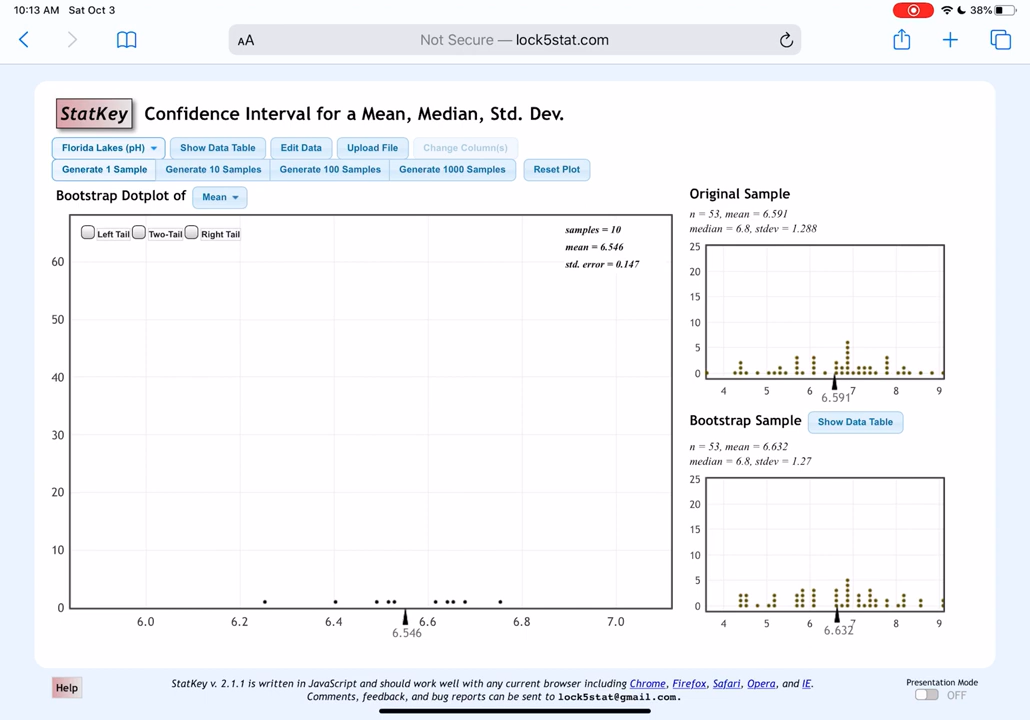 10:13 AM Sat Oct 3 38%
AA Not Secure — lock5stat.com
StatKey Confidence Interval for a Mean, Median, Std. Dev.
Florida Lakes (pH) Show Data Table Edit Data Upload File Change Column(s)
Generate 1 Sample Generate 10 Samples Generate 100 Samples Generate 1000 Samples Reset Plot
Bootstrap Dotplot of Mean
Left Tail Two-Tail Right Tail
samples = 10
mean = 6.546
std. error = 0.147
60
50
40
30
20
10
0
6.0 6.2 6.4 6.6 6.8 7.0
6.546
Original Sample
n = 53, mean = 6.591
median = 6.8, stdev = 1.288
25
20
15
10
5
0
4 5 6 7 8 9
6.591
Bootstrap Sample Show Data Table
n = 53, mean = 6.632
median = 6.8, stdev = 1.27
25
20
15
10
5
0
4 5 6 7 8 9
6.632
Help
StatKey v. 2.1.1 is written in JavaScript and should work well with any current browser including Chrome, Firefox, Safari, Opera, and IE.
Comments, feedback, and bug reports can be sent to lock5stat@gmail.com.
Presentation Mode
OFF